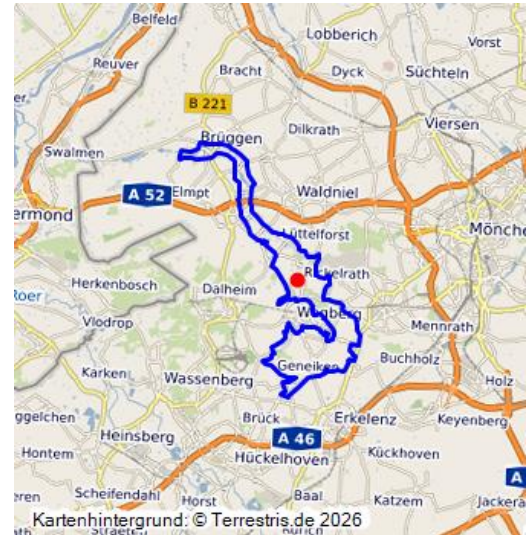 Belfeld
Lobberich
Vorst
Reuver
Bracht
Dyck
Süchteln
B 221
Viersen
Brüggen
Dilkrath
Swalmen
A 52
Elmpt
Waldniel
ermond
Mönche
Lüttelforst
Roer
Herkenbosch
Dalheim
Rickelrath
Vlodrop
Wegberg
Mennrath
Karken
Wassenberg
Geneiken
Buchholz
Holz
ggelchen
Brück
Erkelenz
Keyenberg
Heinsberg
A 46
Hontem
Hückelhoven
Kückhoven
A
Scheifendahl
Horst
Baal
Katzem
Jackera
Straeten
Kartenhintergrund: © Terrestris.de 2026